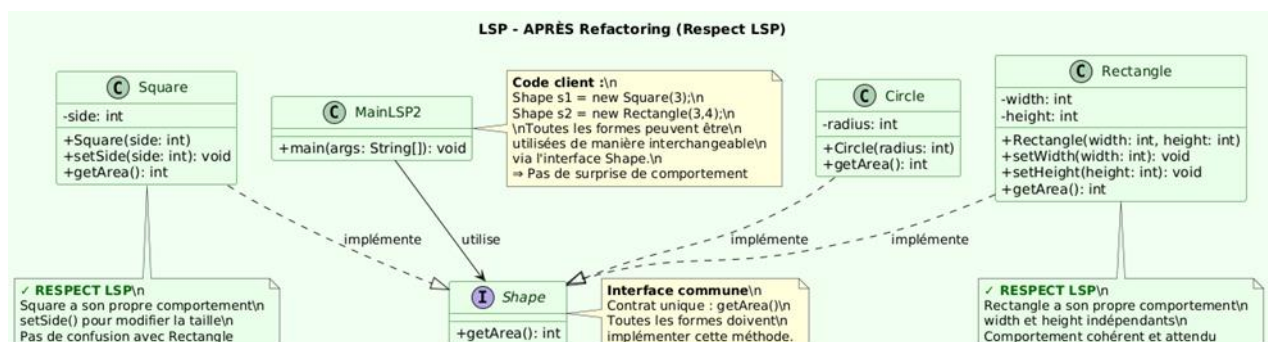 LSP - APRÈS Refactoring (Respect LSP)
C Square
-side: int
+Square(side: int)
+setSide(side: int): void
+getArea(): int
C MainLSP2
+main(args: String[]): void
Code client :\n
Shape s1 = new Square(3);\n
Shape s2 = new Rectangle(3,4);\n
\nToutes les formes peuvent être\n
utilisées de manière interchangeable\n
via l'interface Shape.\n
⇒ Pas de surprise de comportement
C Circle
-radius: int
+Circle(radius: int)
+getArea(): int
C Rectangle
-width: int
-height: int
+Rectangle(width: int, height: int)
+setWidth(width: int): void
+setHeight(height: int): void
+getArea(): int
implémente
utilise
implémente
implémente
✓ RESPECT LSP\n
Square a son propre comportement\n
setSide() pour modifier la taille\n
Pas de confusion avec Rectangle
I Shape
+getArea(): int
Interface commune\n
Contrat unique : getArea()\n
Toutes les formes doivent\n
implémenter cette méthode.
✓ RESPECT LSP\n
Rectangle a son propre comportement\n
width et height indépendants\n
Comportement cohérent et attendu